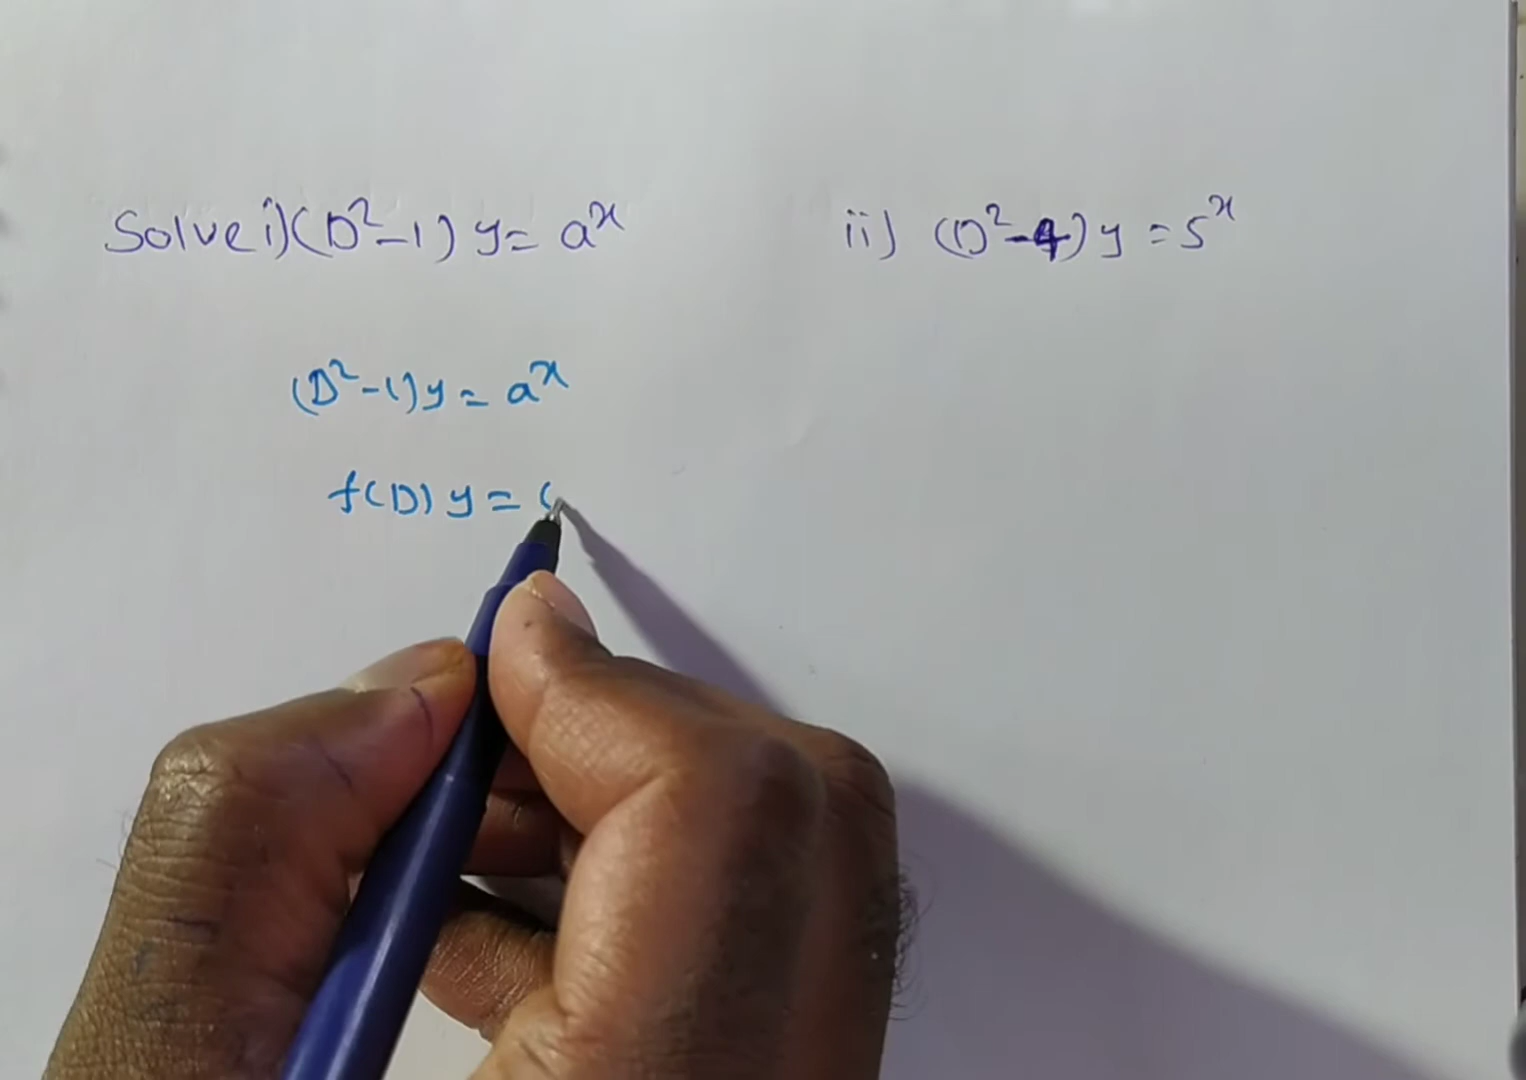 Solve i) (D²-1) y = aˣ ii) (D²-4) y = 5ˣ
(D²-1) y = aˣ
f(D) y =